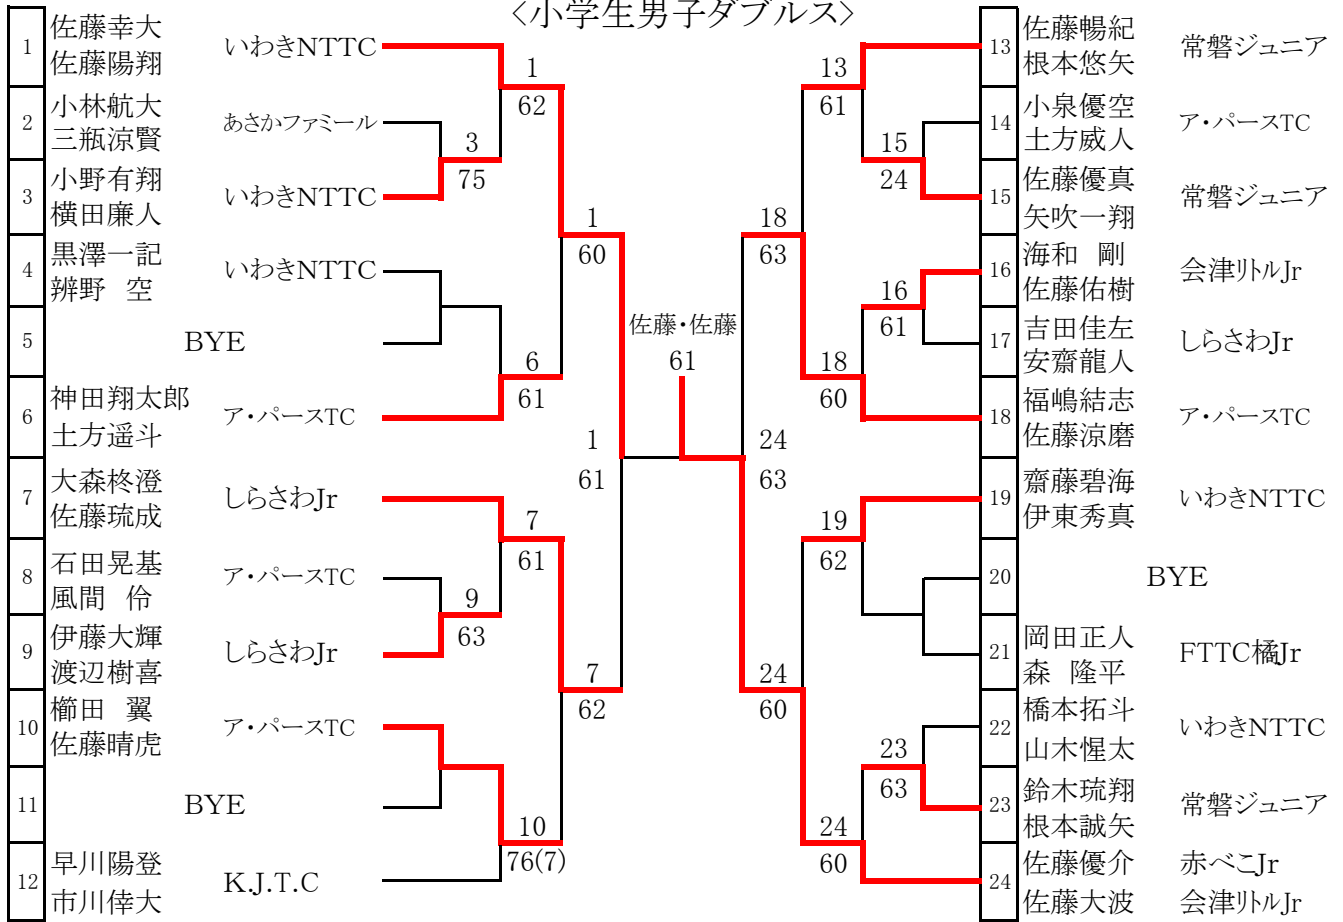 <小学生男子ダブルス>
1
佐藤幸大
佐藤陽翔
いわきNTTC
2
小林航大
三瓶涼賢
あさかファミール
3
小野有翔
横田廉人
いわきNTTC
4
黒澤一記
辨野 空
いわきNTTC
5
BYE
6
神田翔太郎
土方遥斗
ア・パースTC
7
大森柊澄
佐藤琉成
しらさわJr
8
石田晃基
風間 伶
ア・パースTC
9
伊藤大輝
渡辺樹喜
しらさわJr
10
櫛田 翼
佐藤晴虎
ア・パースTC
11
BYE
12
早川陽登
市川倖大
K.J.T.C
1
62
3
75
1
60
6
61
1
61
7
61
9
63
7
62
10
76(7)
佐藤・佐藤
61
13
61
15
24
18
63
16
61
18
60
24
63
19
62
24
60
23
63
24
60
13
佐藤暢紀
根本悠矢
常磐ジュニア
14
小泉優空
土方威人
ア・パースTC
15
佐藤優真
矢吹一翔
常磐ジュニア
16
海和 剛
佐藤佑樹
会津リトルJr
17
吉田佳左
安齋龍人
しらさわJr
18
福嶋結志
佐藤涼磨
ア・パースTC
19
齋藤碧海
伊東秀真
いわきNTTC
20
BYE
21
岡田正人
森 隆平
FTTC橘Jr
22
橋本拓斗
山木惺太
いわきNTTC
23
鈴木琉翔
根本誠矢
常磐ジュニア
24
佐藤優介
佐藤大波
赤べこJr
会津リトルJr